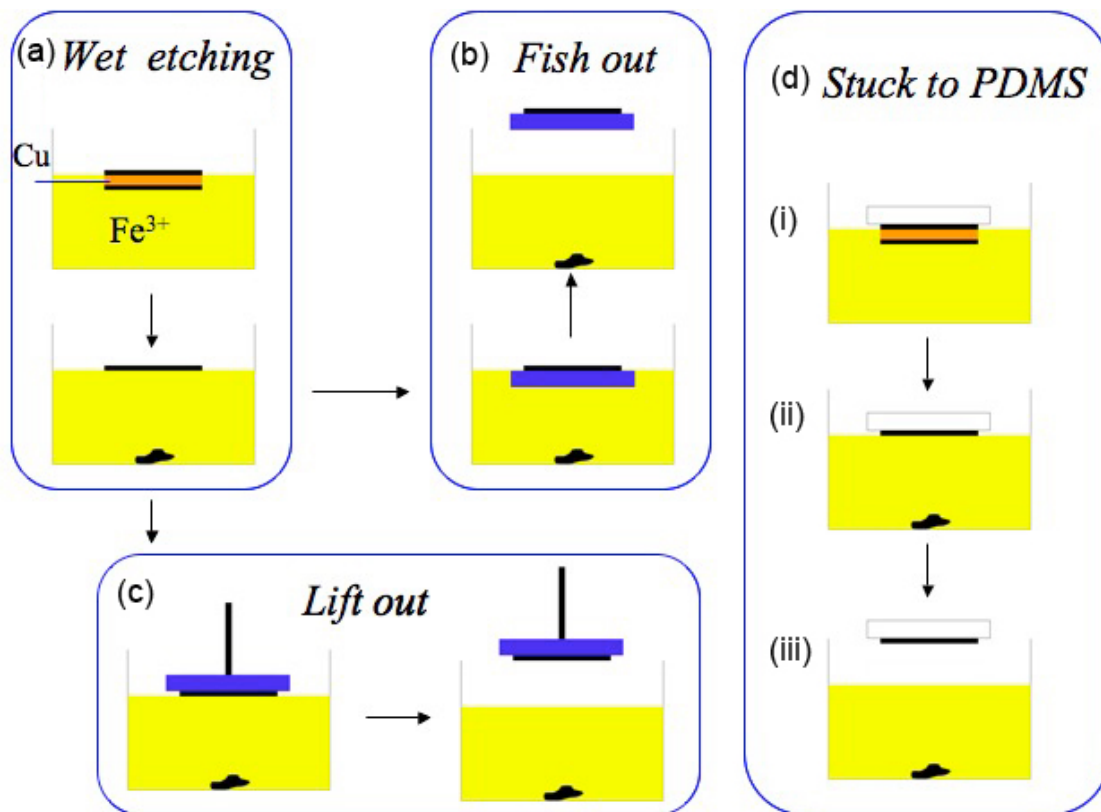 (a) Wet etching
Cu
Fe³⁺
(b) Fish out
(c) Lift out
(d) Stuck to PDMS
(i)
(ii)
(iii)